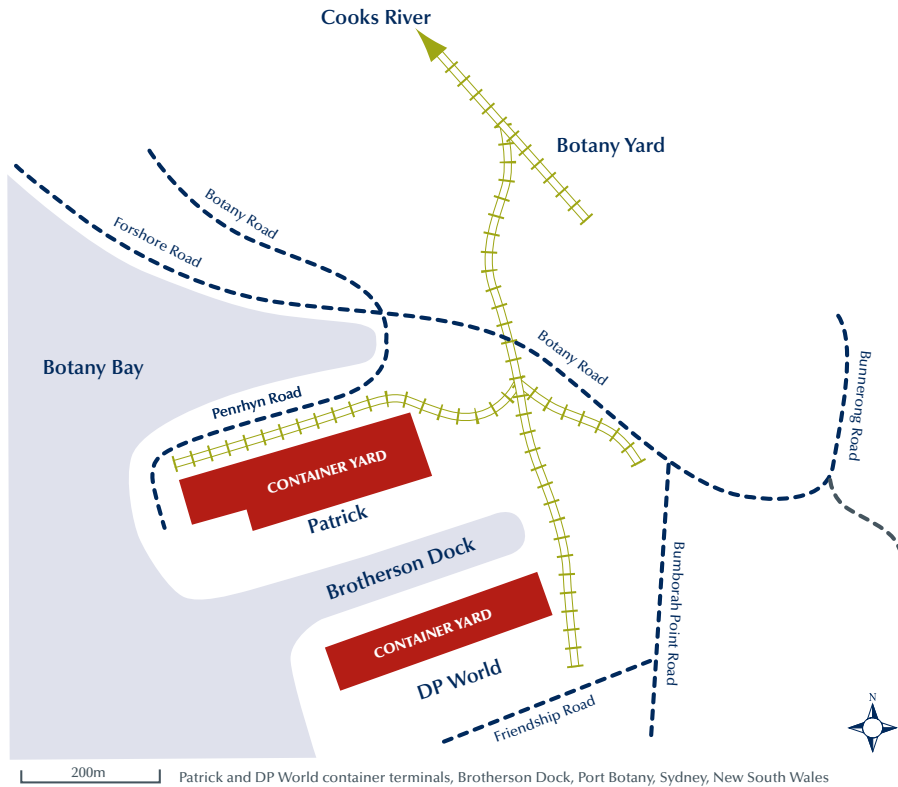 Cooks River
Botany Yard
Botany Road
Forshore Road
Botany Road
Botany Bay
Bunnerong Road
Penrhyn Road
CONTAINER YARD
Patrick
Brotherson Dock
Bumborah Point Road
CONTAINER YARD
DP World
Friendship Road
N
200m
Patrick and DP World container terminals, Brotherson Dock, Port Botany, Sydney, New South Wales